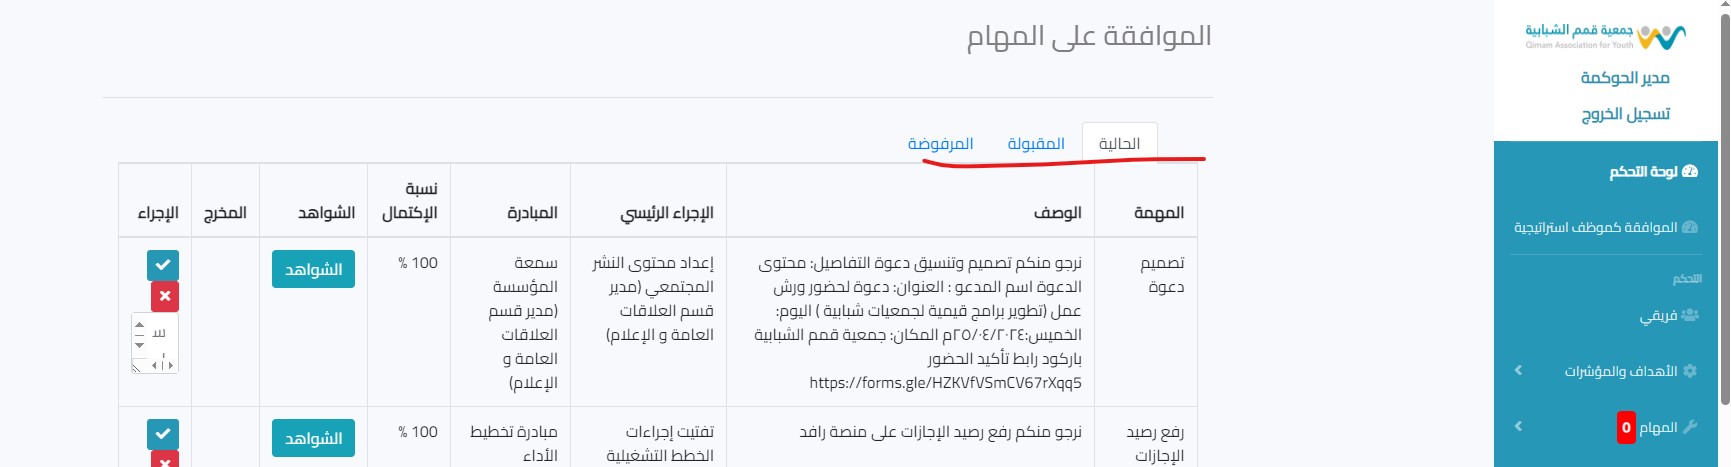 جمعية قمم الشبابية
Qimam Association for Youth
مدير الحوكمة
تسجيل الخروج
لوحة التحكم
الموافقة كموظف استراتيجية
التحكم
فريقي
الأهداف والمؤشرات
المهام 0
الموافقة على المهام
الحالية المقبولة المرفوضة
المهمة الوصف الإجراء الرئيسي المبادرة نسبة الإكتمال الشواهد المخرج الإجراء
تصميم
دعوة
نرجو منكم تصميم وتنسيق دعوة التفاصيل: محتوى
الدعوة اسم المدعو : العنوان: دعوة لحضور ورش
عمل (تطوير برامج قيمية لجمعيات شبابية ) اليوم:
الخميس:٢٥/٠٤/٢٠٢٤م المكان: جمعية قمم الشبابية
باركود رابط تأكيد الحضور
https://forms.gle/HZKVfVSmCV67rXqq5
إعداد محتوى النشر
المجتمعي (مدير
قسم العلاقات
العامة و الإعلام)
سمعة
المؤسسة
(مدير قسم
العلاقات
العامة و
الإعلام)
100 %
الشواهد
رفع رصيد
الإجازات
نرجو منكم رفع رصيد الإجازات على منصة رافد
تفتيت إجراءات
الخطط التشغيلية
مبادرة تخطيط
الأداء
100 %
الشواهد